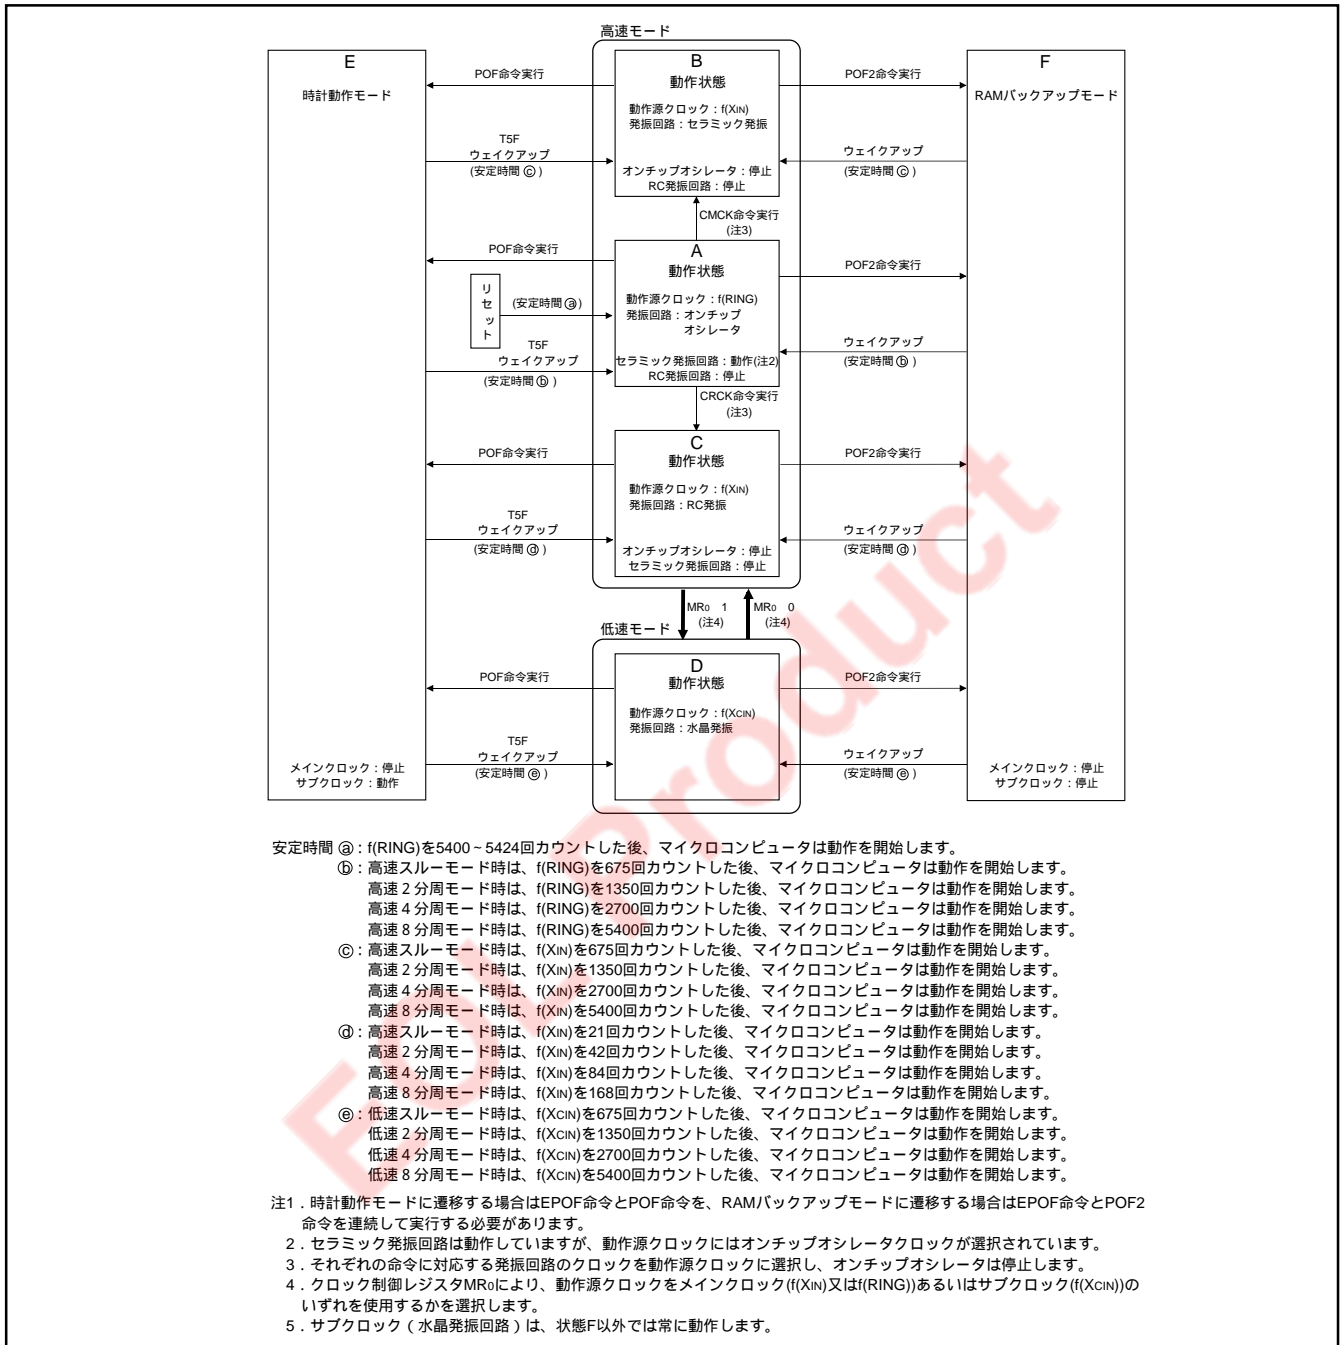 高速モード
E
時計動作モード
POF命令実行
T5F
ウェイクアップ
(安定時間 ⓒ )
B
動作状態
動作源クロック : f(XIN)
発振回路 : セラミック発振
オンチップオシレータ : 停止
RC発振回路 : 停止
POF2命令実行
ウェイクアップ
(安定時間 ⓒ )
F
RAMバックアップモード
CMCK命令実行
(注3)
POF命令実行
リセット
(安定時間 ⓐ )
T5F
ウェイクアップ
(安定時間 ⓑ )
A
動作状態
動作源クロック : f(RING)
発振回路 : オンチップ
オシレータ
セラミック発振回路 : 動作(注2)
RC発振回路 : 停止
POF2命令実行
ウェイクアップ
(安定時間 ⓑ )
CRCK命令実行
(注3)
POF命令実行
T5F
ウェイクアップ
(安定時間 ⓓ )
C
動作状態
動作源クロック : f(XIN)
発振回路 : RC発振
オンチップオシレータ : 停止
セラミック発振回路 : 停止
POF2命令実行
ウェイクアップ
(安定時間 ⓓ )
MR0 1
(注4)
MR0 0
(注4)
低速モード
POF命令実行
T5F
ウェイクアップ
(安定時間 ⓔ )
D
動作状態
動作源クロック : f(XCIN)
発振回路 : 水晶発振
POF2命令実行
ウェイクアップ
(安定時間 ⓔ )
メインクロック : 停止
サブクロック : 動作
メインクロック : 停止
サブクロック : 停止
安定時間 ⓐ : f(RING)を5400~5424回カウントした後、マイクロコンピュータは動作を開始します。
ⓑ : 高速スルーモード時は、f(RING)を675回カウントした後、マイクロコンピュータは動作を開始します。
高速2分周モード時は、f(RING)を1350回カウントした後、マイクロコンピュータは動作を開始します。
高速4分周モード時は、f(RING)を2700回カウントした後、マイクロコンピュータは動作を開始します。
高速8分周モード時は、f(RING)を5400回カウントした後、マイクロコンピュータは動作を開始します。
ⓒ : 高速スルーモード時は、f(XIN)を675回カウントした後、マイクロコンピュータは動作を開始します。
高速2分周モード時は、f(XIN)を1350回カウントした後、マイクロコンピュータは動作を開始します。
高速4分周モード時は、f(XIN)を2700回カウントした後、マイクロコンピュータは動作を開始します。
高速8分周モード時は、f(XIN)を5400回カウントした後、マイクロコンピュータは動作を開始します。
ⓓ : 高速スルーモード時は、f(XIN)を21回カウントした後、マイクロコンピュータは動作を開始します。
高速2分周モード時は、f(XIN)を42回カウントした後、マイクロコンピュータは動作を開始します。
高速4分周モード時は、f(XIN)を84回カウントした後、マイクロコンピュータは動作を開始します。
高速8分周モード時は、f(XIN)を168回カウントした後、マイクロコンピュータは動作を開始します。
ⓔ : 低速スルーモード時は、f(XCIN)を675回カウントした後、マイクロコンピュータは動作を開始します。
低速2分周モード時は、f(XCIN)を1350回カウントした後、マイクロコンピュータは動作を開始します。
低速4分周モード時は、f(XCIN)を2700回カウントした後、マイクロコンピュータは動作を開始します。
低速8分周モード時は、f(XCIN)を5400回カウントした後、マイクロコンピュータは動作を開始します。
注1.時計動作モードに遷移する場合はEPOF命令とPOF命令を、RAMバックアップモードに遷移する場合はEPOF命令とPOF2
命令を連続して実行する必要があります。
2.セラミック発振回路は動作していますが、動作源クロックにはオンチップオシレータクロックが選択されています。
3.それぞれの命令に対応する発振回路のクロックを動作源クロックに選択し、オンチップオシレータは停止します。
4.クロック制御レジスタMR0により、動作源クロックをメインクロック(f(XIN)又はf(RING))あるいはサブクロック(f(XCIN))の
いずれを使用するかを選択します。
5.サブクロック(水晶発振回路)は、状態F以外では常に動作します。
EOL Product